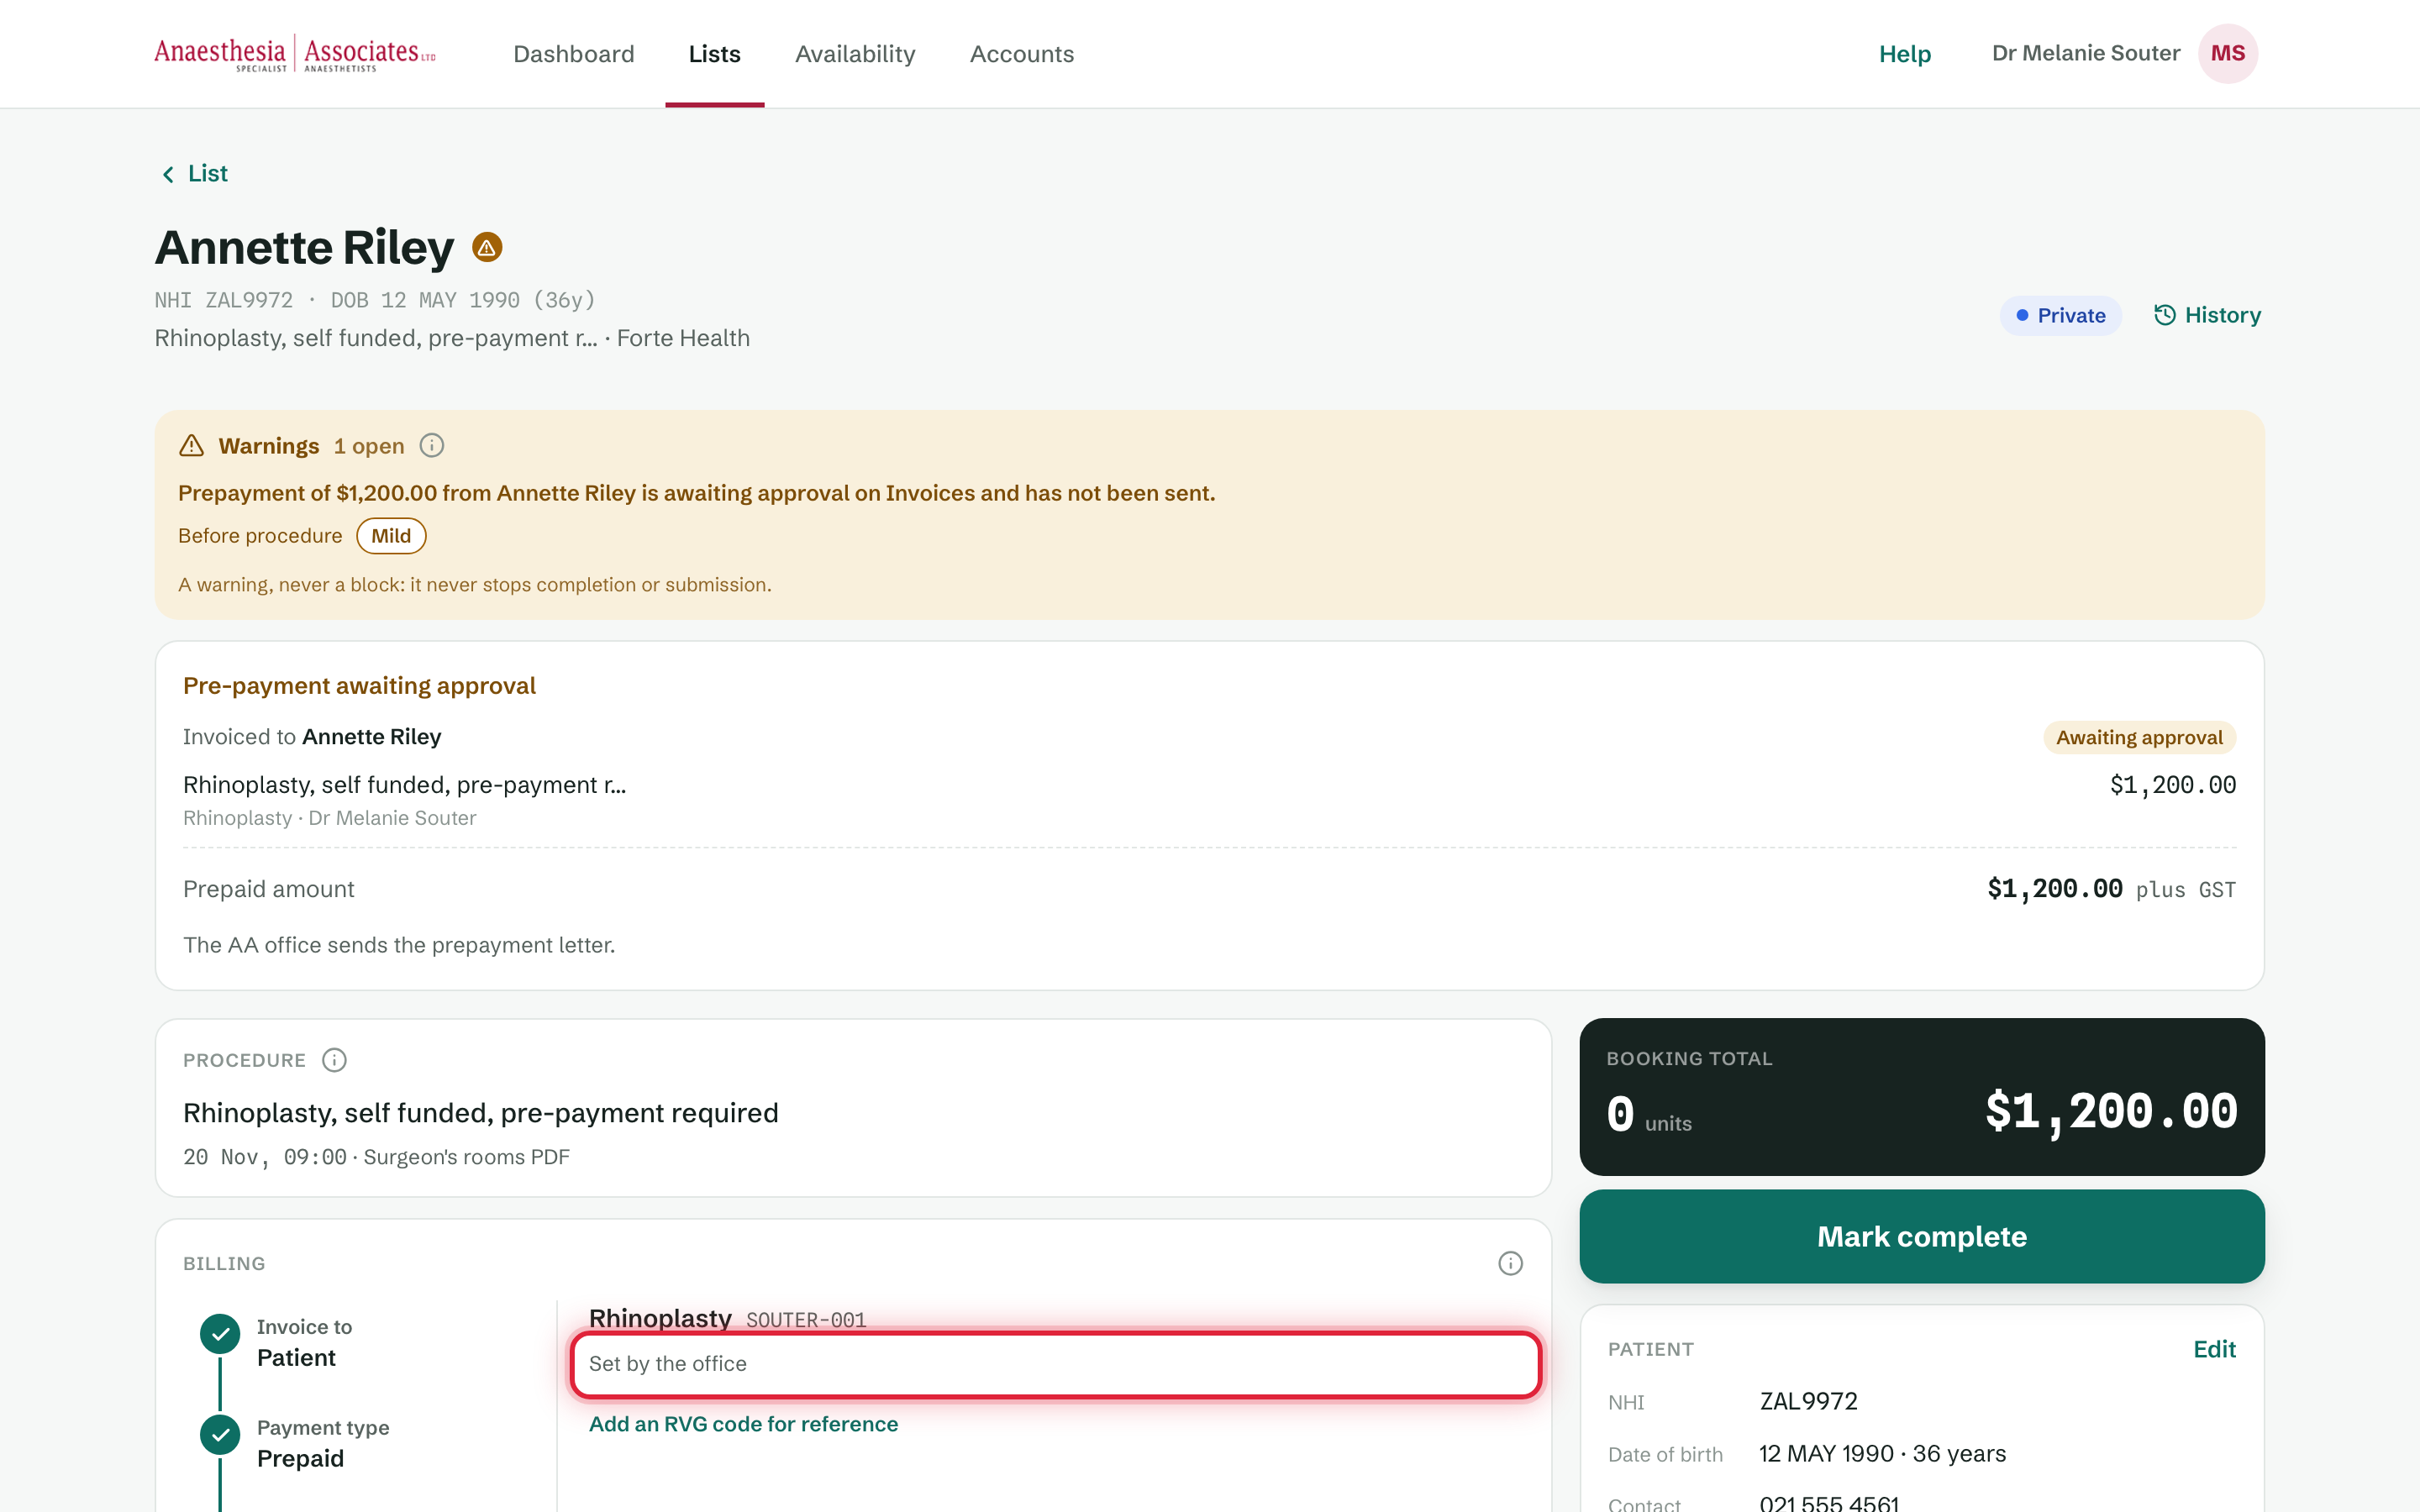 Anaesthesia Associates LTD
SPECIALIST ANAESTHETISTS
Dashboard
Lists
Availability
Accounts
Help
Dr Melanie Souter
MS
List
Annette Riley
NHI ZAL9972 · DOB 12 MAY 1990 (36y)
Rhinoplasty, self funded, pre-payment r... · Forte Health
Private
History
Warnings 1 open
Prepayment of $1,200.00 from Annette Riley is awaiting approval on Invoices and has not been sent.
Before procedure Mild
A warning, never a block: it never stops completion or submission.
Pre-payment awaiting approval
Invoiced to Annette Riley
Awaiting approval
Rhinoplasty, self funded, pre-payment r...
$1,200.00
Rhinoplasty · Dr Melanie Souter
Prepaid amount
$1,200.00 plus GST
The AA office sends the prepayment letter.
PROCEDURE
Rhinoplasty, self funded, pre-payment required
20 Nov, 09:00 · Surgeon's rooms PDF
BOOKING TOTAL
0 units
$1,200.00
Mark complete
BILLING
Invoice to
Patient
Payment type
Prepaid
Rhinoplasty SOUTER-001
Set by the office
Add an RVG code for reference
PATIENT
Edit
NHI ZAL9972
Date of birth 12 MAY 1990 · 36 years
Contact 021 555 4561